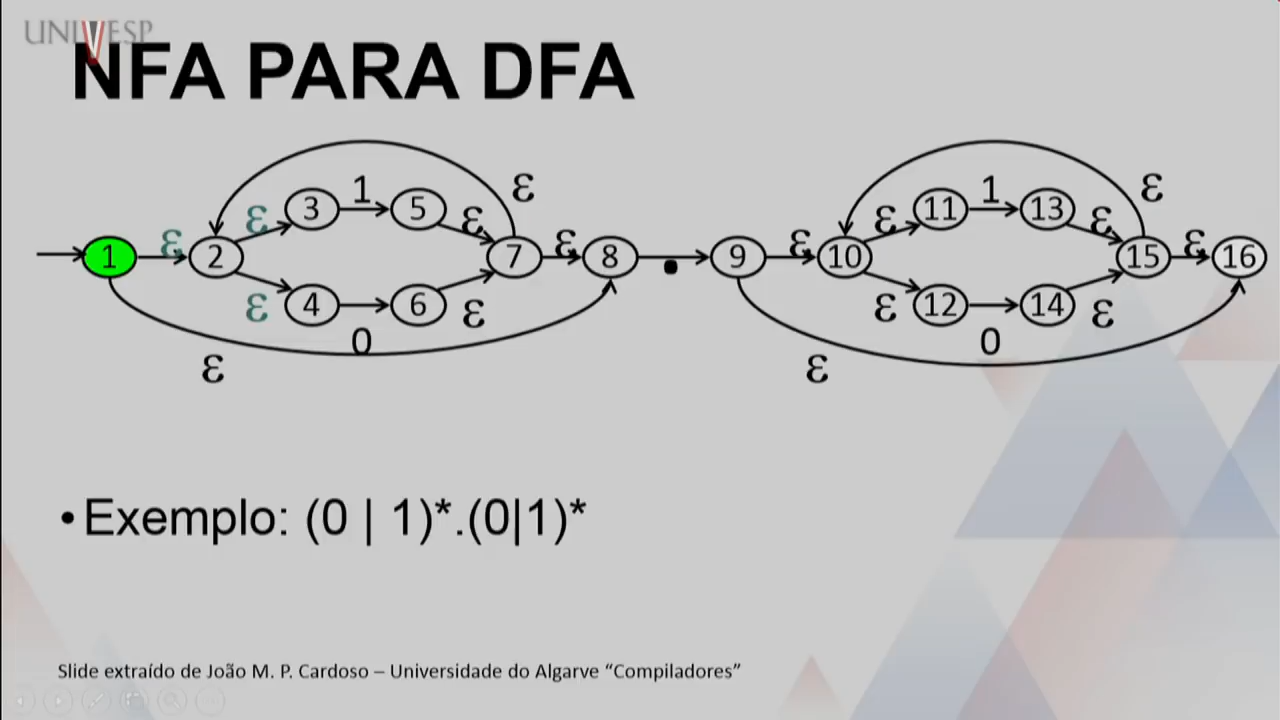 UNIVESP
NFA PARA DFA
ε ε
3 1 5 11 1 13
ε ε ε ε
1 ε 2 7 ε 8 . 9 ε 10 15 ε 16
ε 4 6 ε ε 12 14 ε
0 0
ε ε
•Exemplo: (0 | 1)*.(0|1)*
Slide extraído de João M. P. Cardoso – Universidade do Algarve “Compiladores”